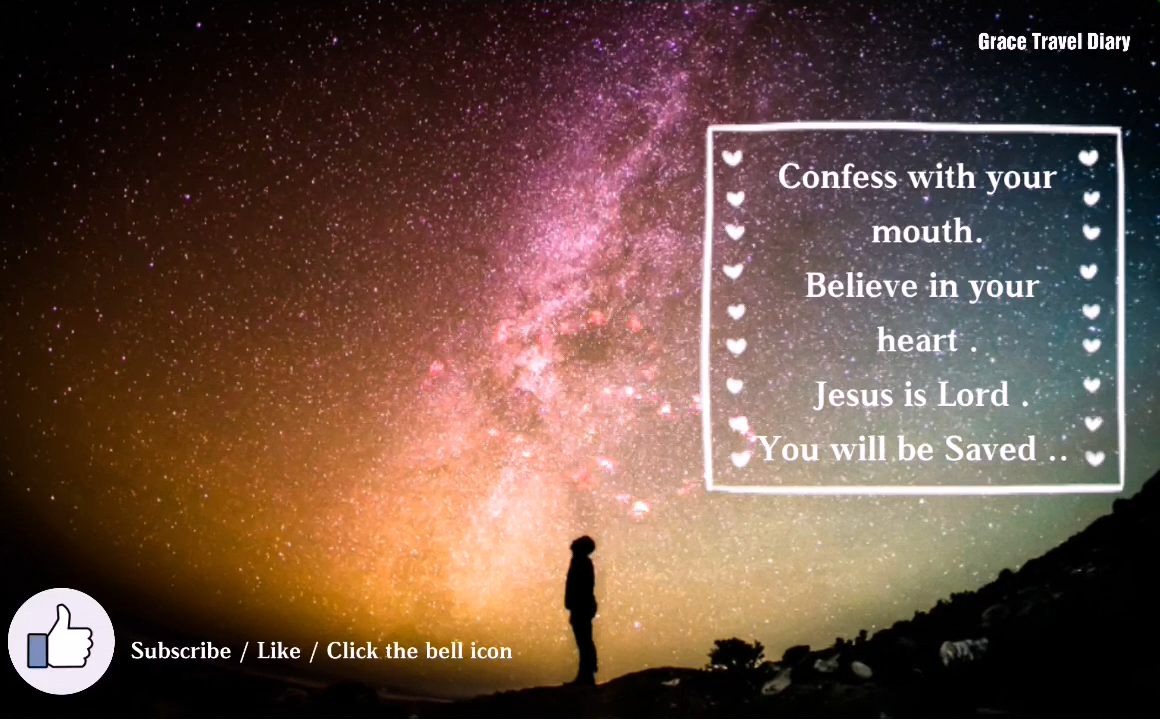 Grace Travel Diary
Confess with your
mouth.
Believe in your
heart .
Jesus is Lord .
You will be Saved ..
Subscribe / Like / Click the bell icon